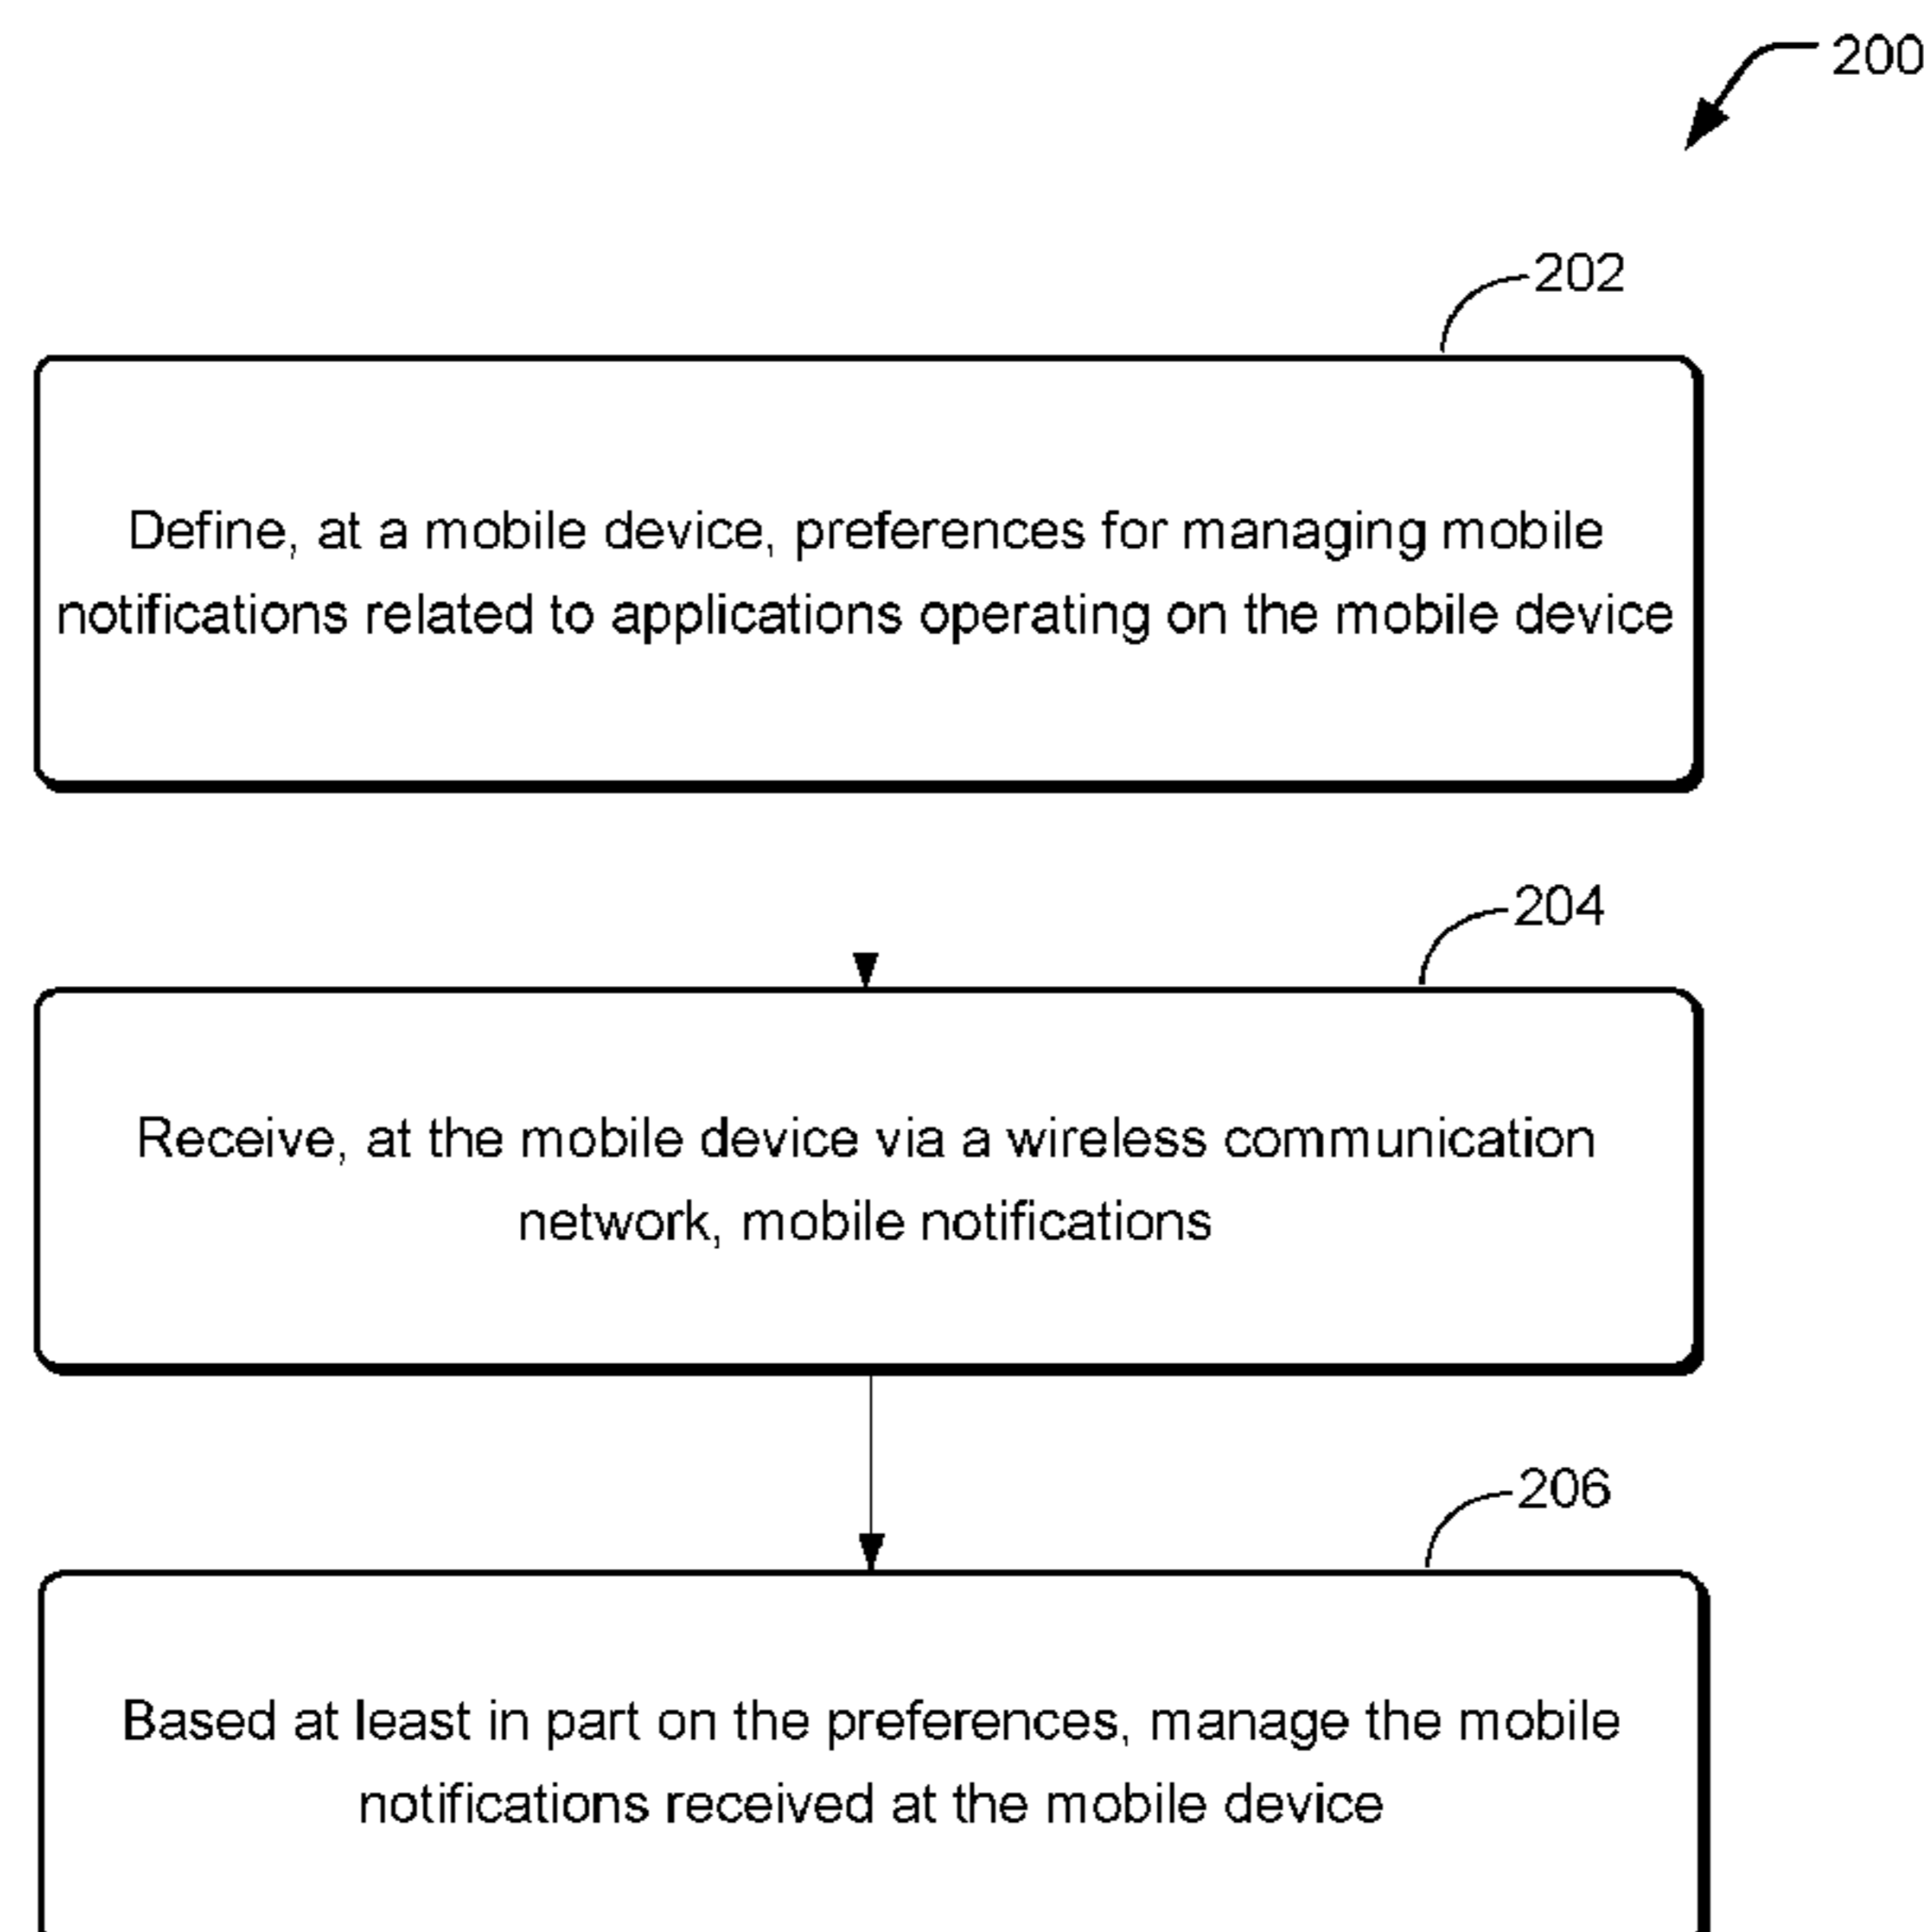 200
202
Define, at a mobile device, preferences for managing mobile
notifications related to applications operating on the mobile device
204
Receive, at the mobile device via a wireless communication
network, mobile notifications
206
Based at least in part on the preferences, manage the mobile
notifications received at the mobile device